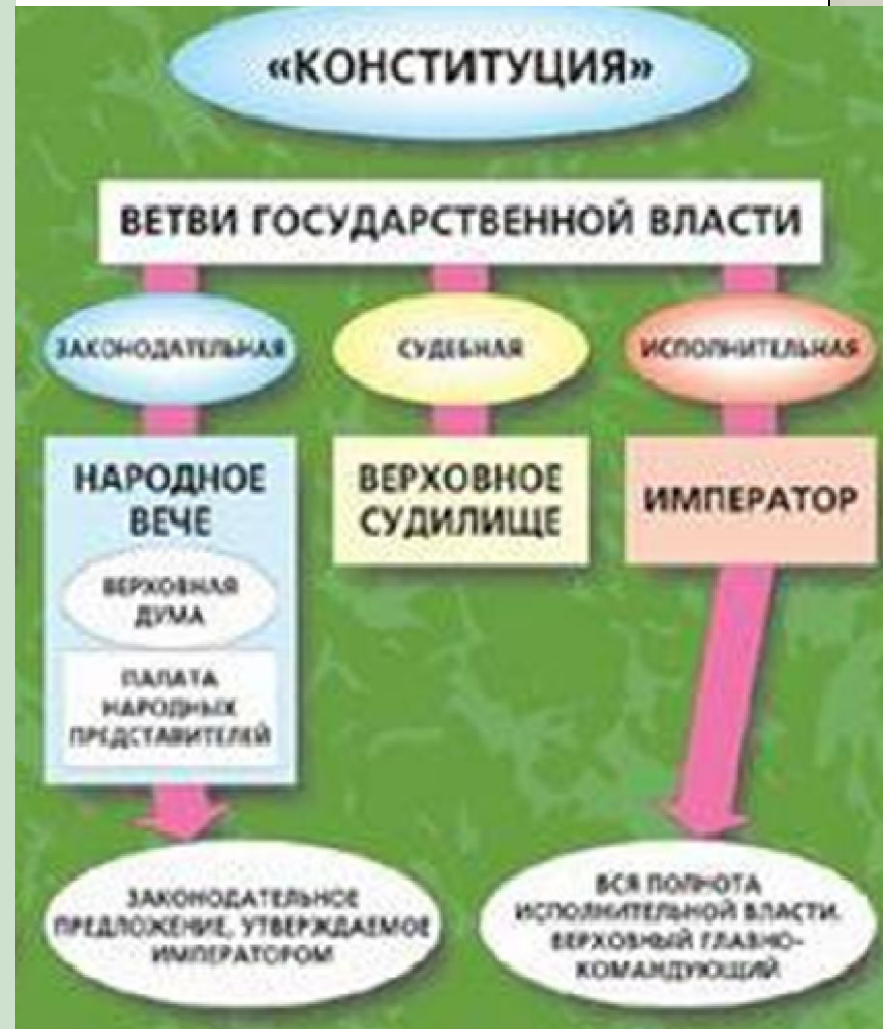 «КОНСТИТУЦИЯ»
ВЕТВИ ГОСУДАРСТВЕННОЙ ВЛАСТИ
ЗАКОНОДАТЕЛЬНАЯ
СУДЕБНАЯ
ИСПОЛНИТЕЛЬНАЯ
НАРОДНОЕ
ВЕЧЕ
ВЕРХОВНАЯ
ДУМА
ПАЛАТА
НАРОДНЫХ
ПРЕДСТАВИТЕЛЕЙ
ВЕРХОВНОЕ
СУДИЛИЩЕ
ИМПЕРАТОР
ЗАКОНОДАТЕЛЬНОЕ
ПРЕДЛОЖЕНИЕ, УТВЕРЖДАЕМОЕ
ИМПЕРАТОРОМ
ВСЯ ПОЛНОТА
ИСПОЛНИТЕЛЬНОЙ ВЛАСТИ.
ВЕРХОВНЫЙ ГЛАВНО-
КОМАНДУЮЩИЙ